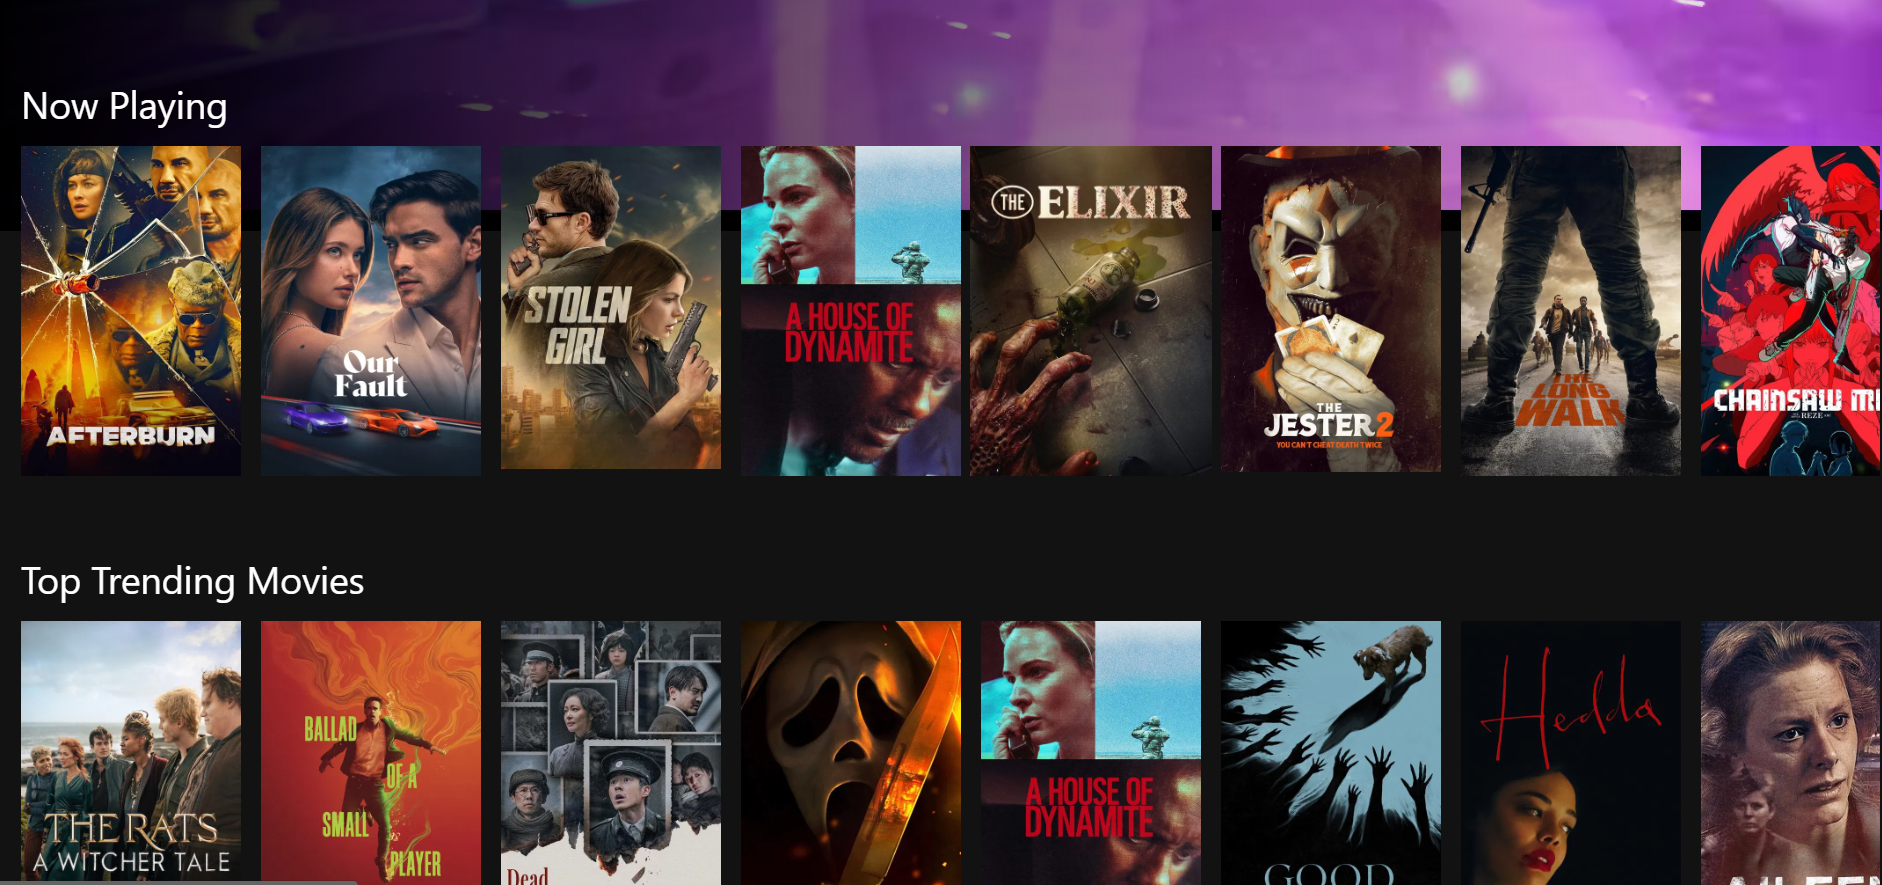 Now Playing
AFTERBURN
Our
Fault
STOLEN
GIRL
A HOUSE OF
DYNAMITE
THE ELIXIR
THE
JESTER 2
YOU CAN'T CHEAT DEATH TWICE
THE
LONG
WALK
CHAINSAW M
REZE
Top Trending Movies
THE RATS
A WITCHER TALE
BALLAD
OF A
SMALL
PLAYER
Dead
A HOUSE OF
DYNAMITE
GOOD
Hedda